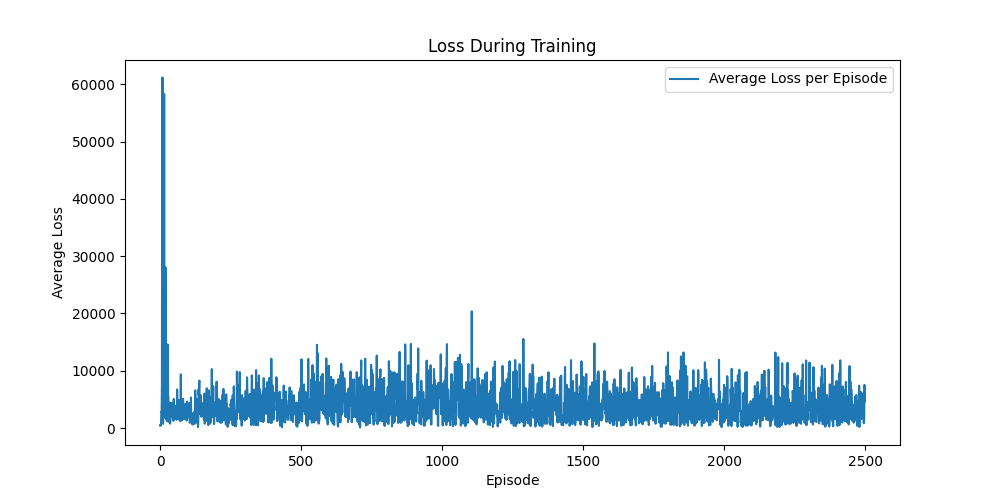 Loss During Training
Average Loss per Episode
60000
50000
40000
30000
20000
10000
0
Average Loss
0 500 1000 1500 2000 2500
Episode